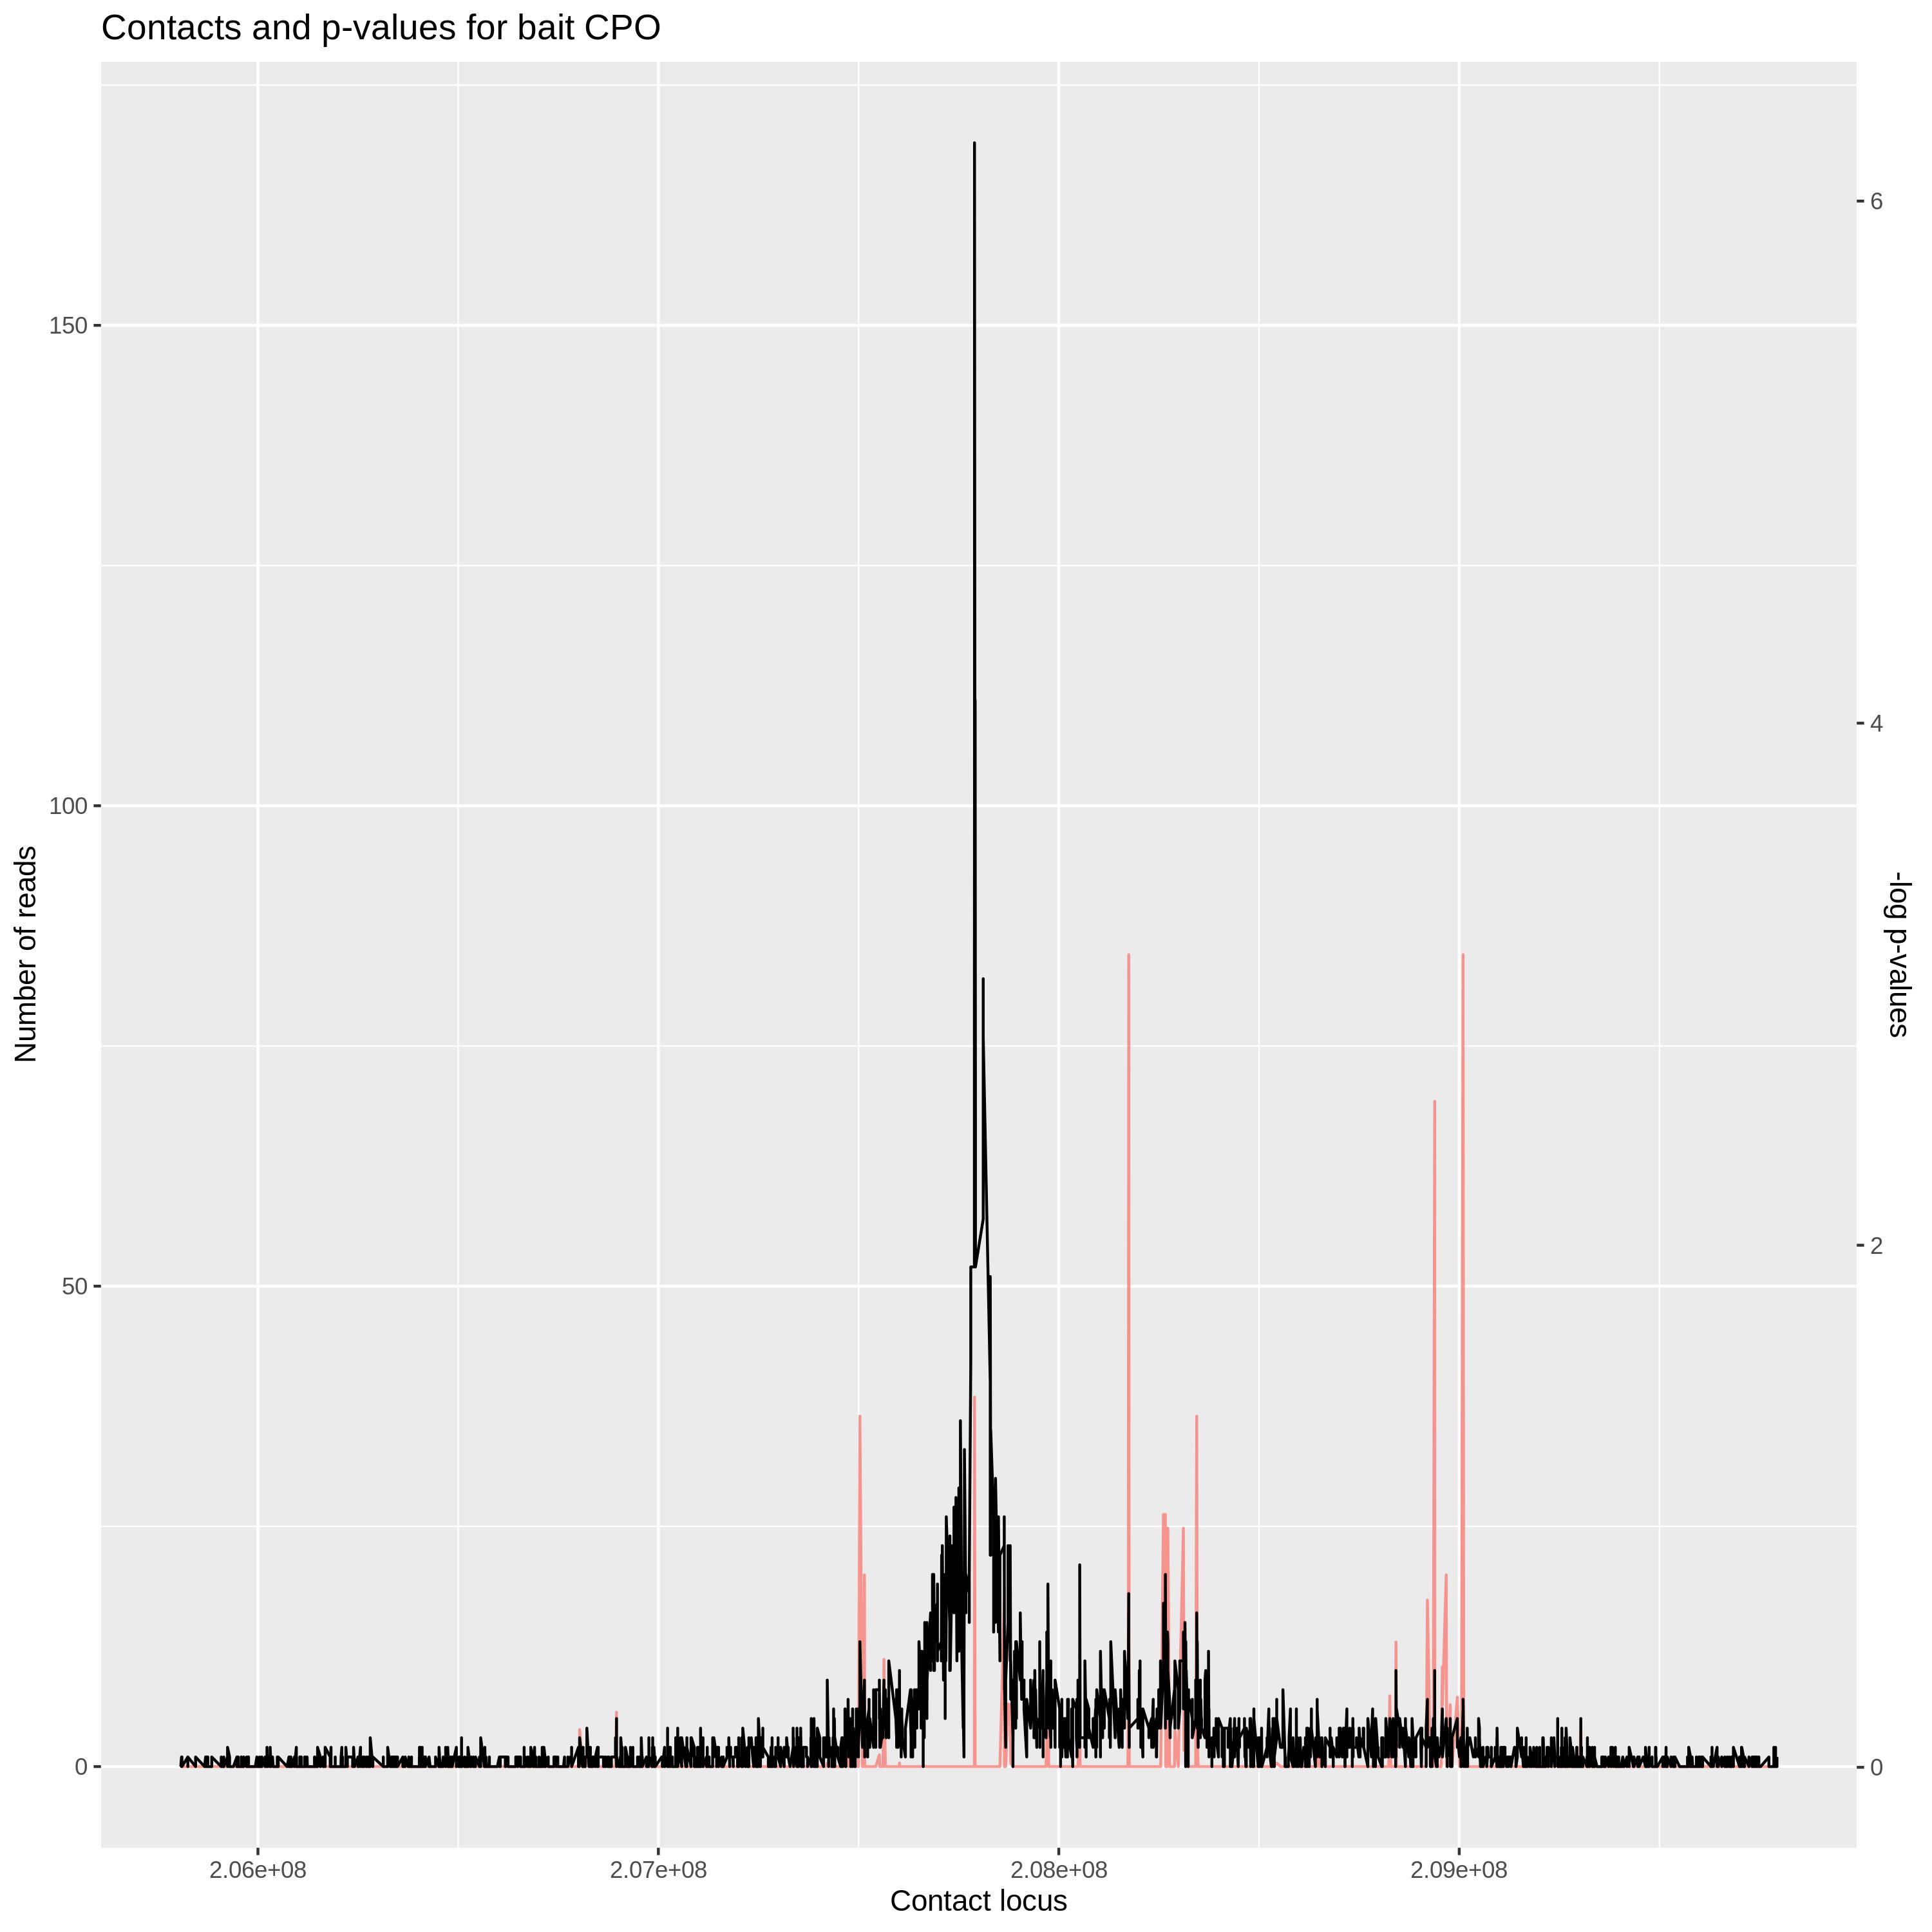 Contacts and p-values for bait CPO
Number of reads
150
100
50
0
6
4
2
0
-log p-values
2.06e+08
2.07e+08
2.08e+08
2.09e+08
Contact locus